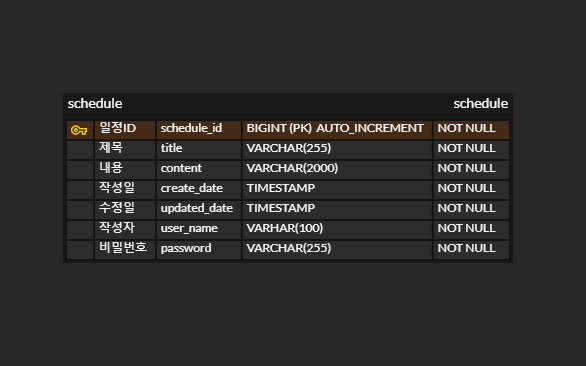 schedule schedule
일정ID schedule_id BIGINT (PK) AUTO_INCREMENT NOT NULL
제목 title VARCHAR(255) NOT NULL
내용 content VARCHAR(2000) NOT NULL
작성일 create_date TIMESTAMP NOT NULL
수정일 updated_date TIMESTAMP NOT NULL
작성자 user_name VARHAR(100) NOT NULL
비밀번호 password VARCHAR(255) NOT NULL